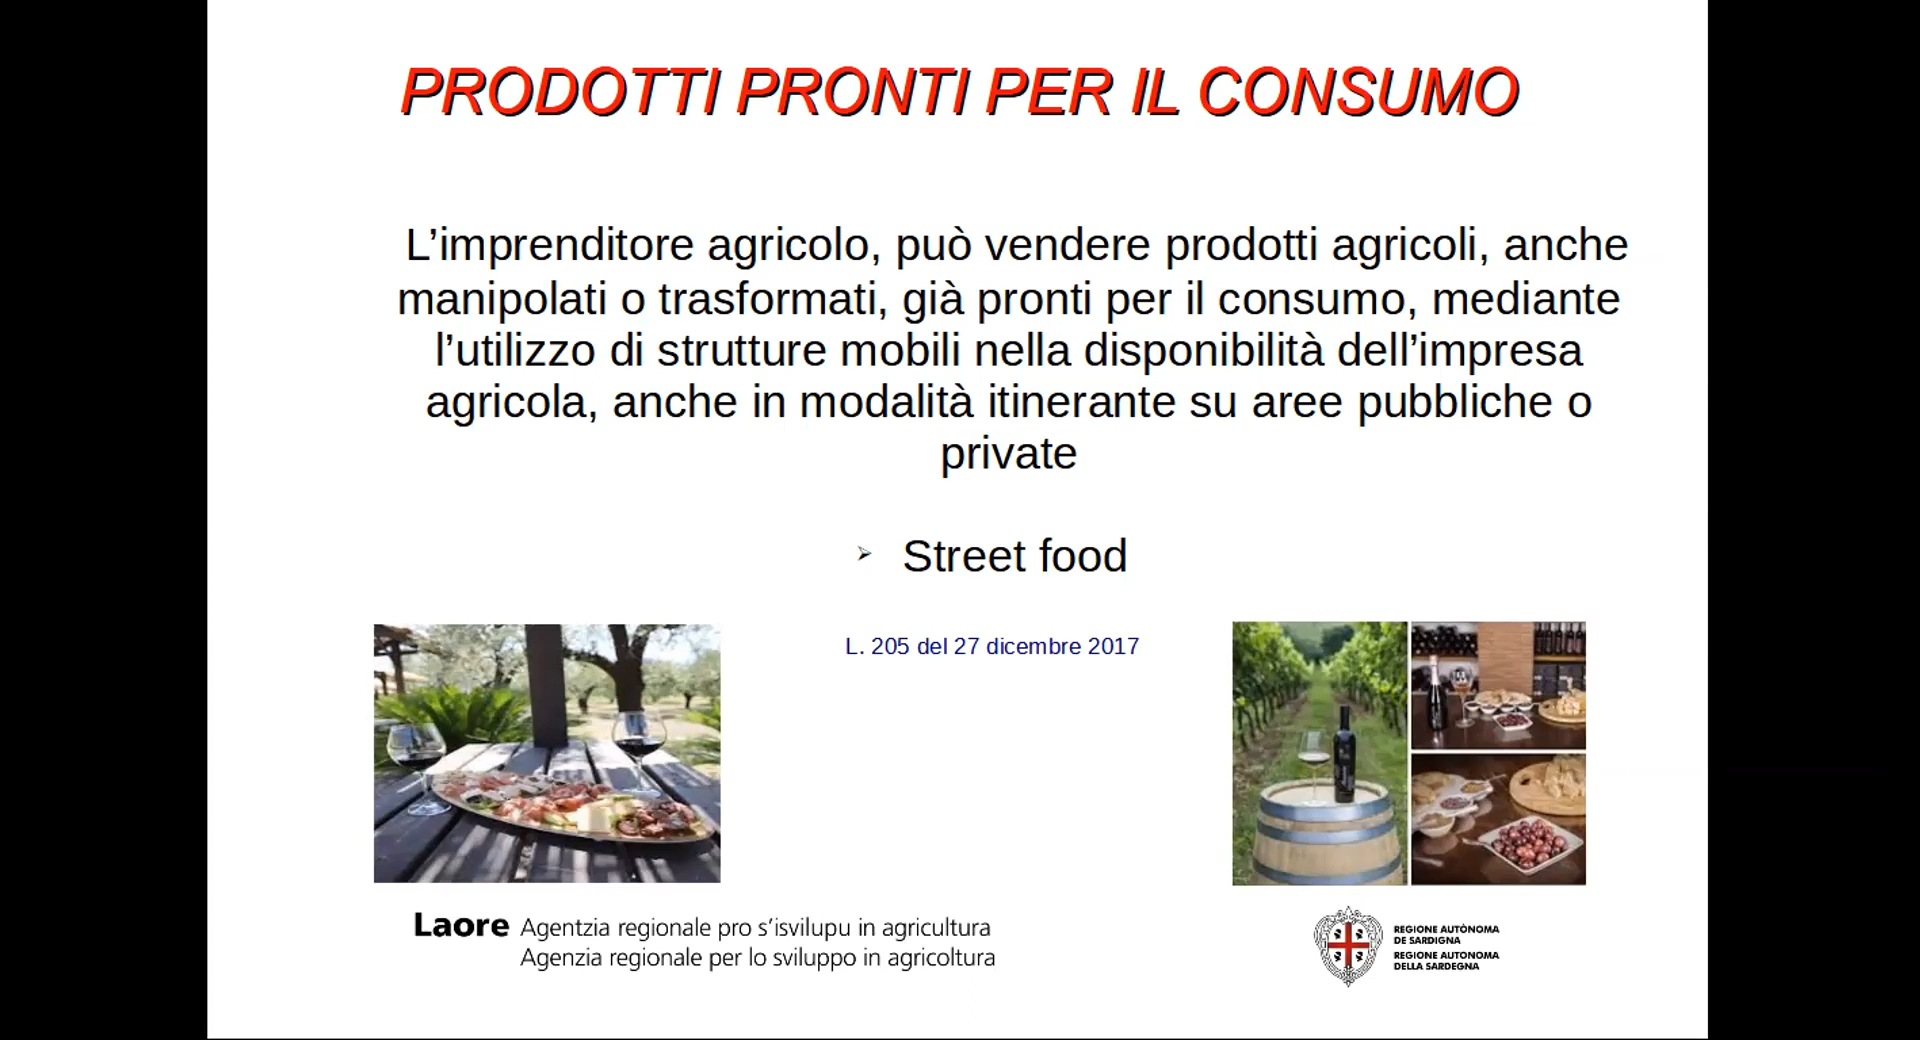 PRODOTTI PRONTI PER IL CONSUMO
L’imprenditore agricolo, può vendere prodotti agricoli, anche
manipolati o trasformati, già pronti per il consumo, mediante
l’utilizzo di strutture mobili nella disponibilità dell’impresa
agricola, anche in modalità itinerante su aree pubbliche o
private
➢ Street food
L. 205 del 27 dicembre 2017
Laore Agentzia regionale pro s’isvilupu in agricultura
Agenzia regionale per lo sviluppo in agricoltura
REGIONE AUTÒNOMA
DE SARDIGNA
REGIONE AUTONOMA
DELLA SARDEGNA